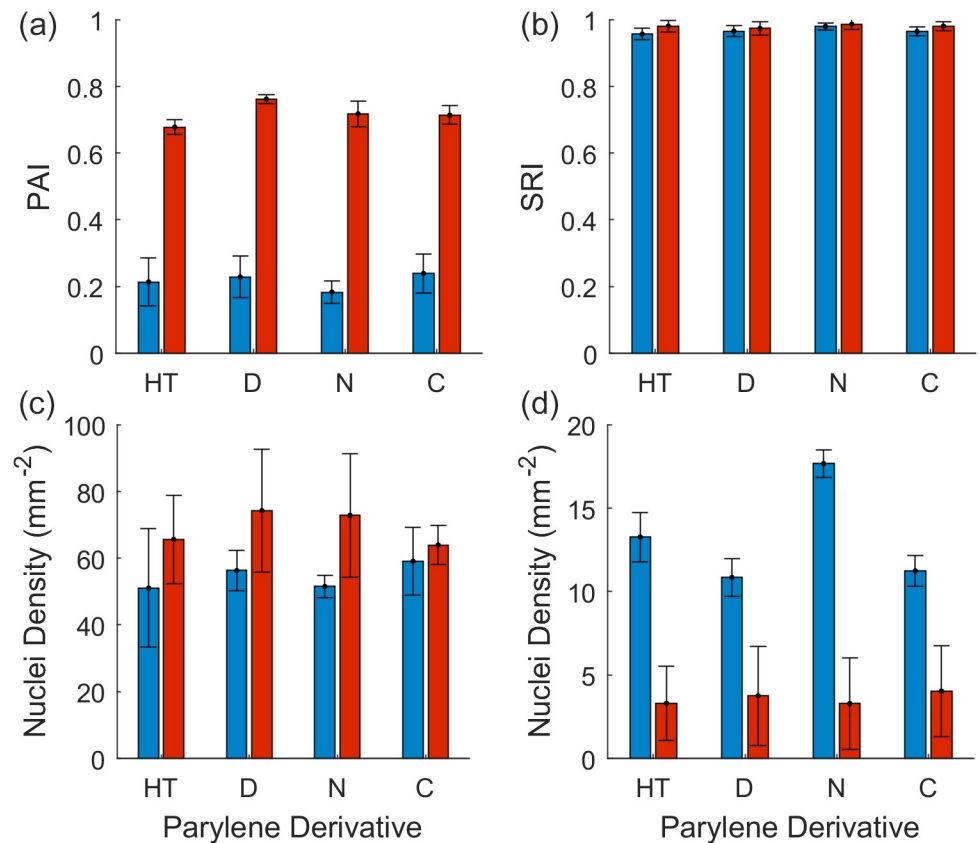 (a)
1
0.8
0.6
0.4
0.2
0
PAI
HT D N C
(b)
1
0.8
0.6
0.4
0.2
0
SRI
HT D N C
(c)
100
80
60
40
20
0
Nuclei Density (mm⁻²)
HT D N C
Parylene Derivative
(d)
20
15
10
5
0
Nuclei Density (mm⁻²)
HT D N C
Parylene Derivative